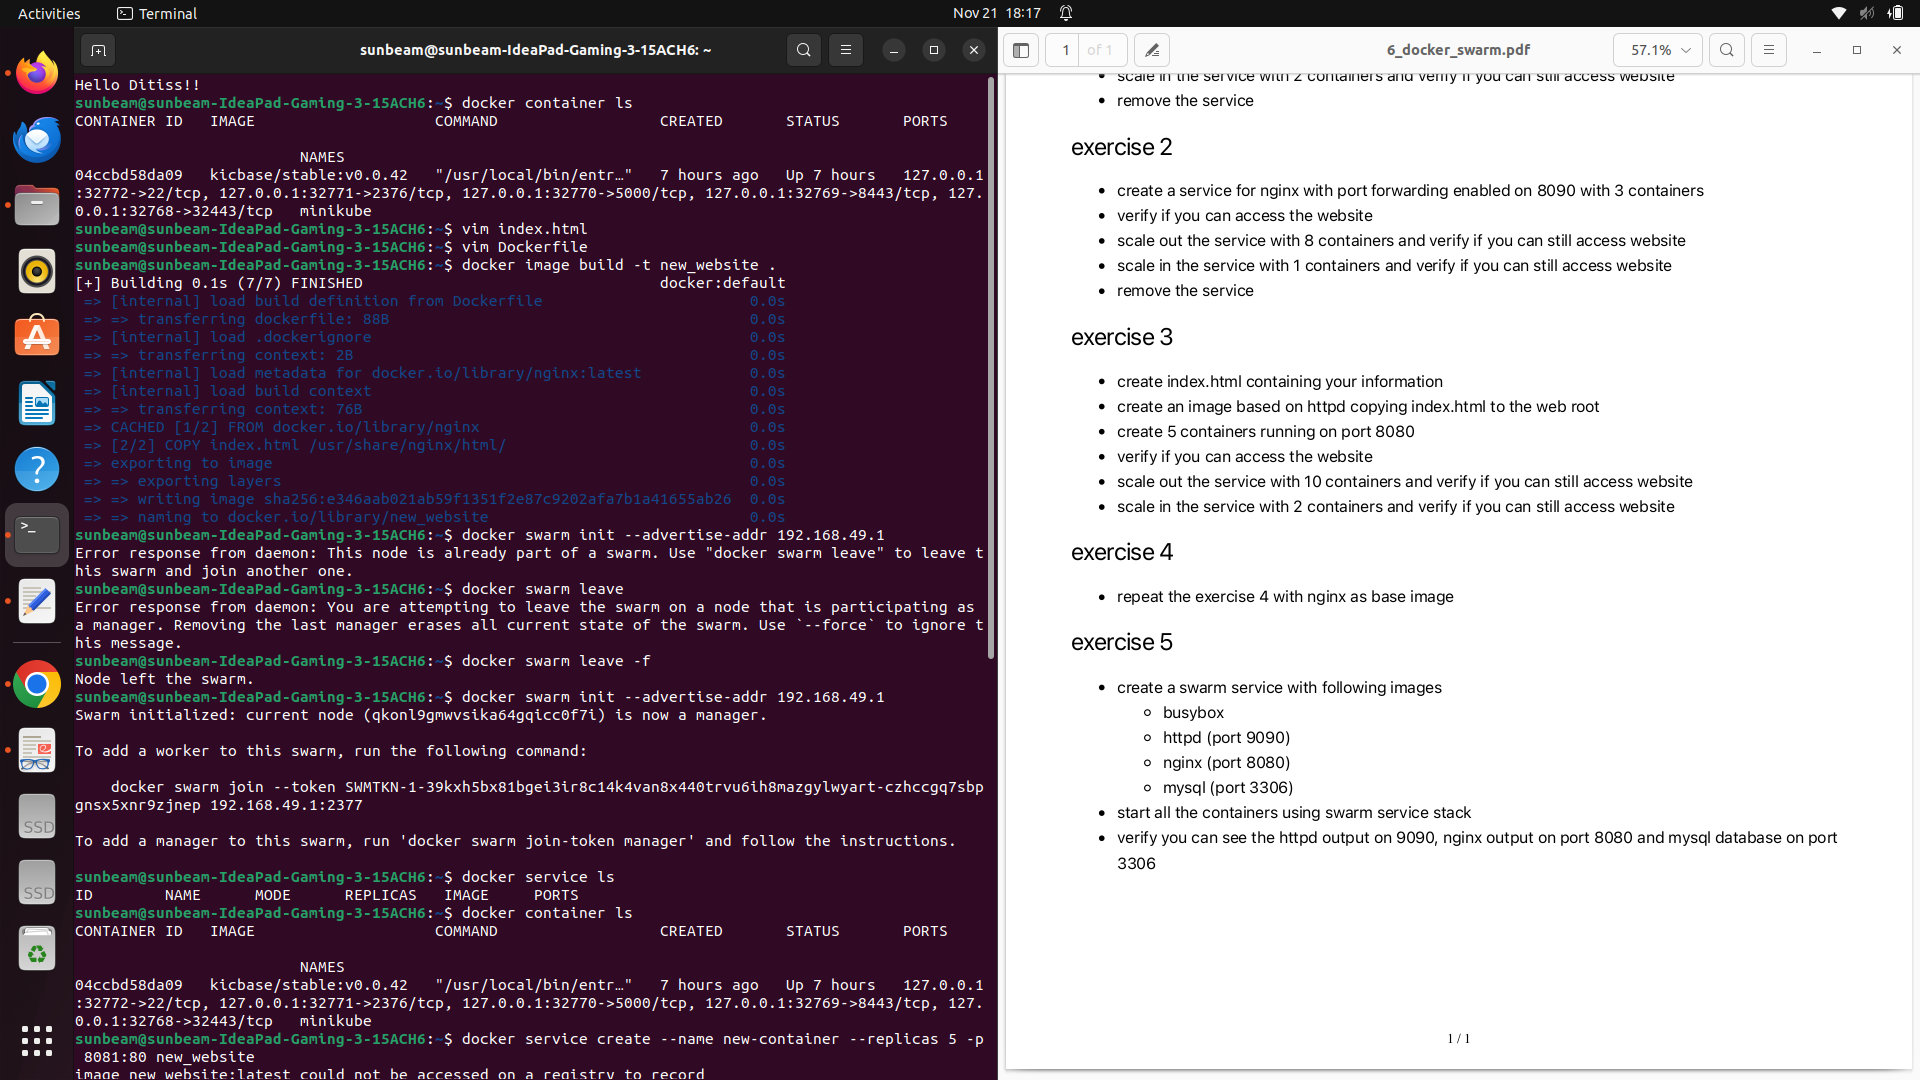 Activities
Terminal
Nov 21 18:17
sunbeam@sunbeam-IdeaPad-Gaming-3-15ACH6: ~
Hello Ditiss!!
sunbeam@sunbeam-IdeaPad-Gaming-3-15ACH6:~$ docker container ls
CONTAINER ID   IMAGE                    COMMAND                  CREATED       STATUS       PORTS
                         NAMES
04ccbd58da09   kicbase/stable:v0.0.42   "/usr/local/bin/entr…"   7 hours ago   Up 7 hours   127.0.0.1
:32772->22/tcp, 127.0.0.1:32771->2376/tcp, 127.0.0.1:32770->5000/tcp, 127.0.0.1:32769->8443/tcp, 127.
0.0.1:32768->32443/tcp   minikube
sunbeam@sunbeam-IdeaPad-Gaming-3-15ACH6:~$ vim index.html
sunbeam@sunbeam-IdeaPad-Gaming-3-15ACH6:~$ vim Dockerfile
sunbeam@sunbeam-IdeaPad-Gaming-3-15ACH6:~$ docker image build -t new_website .
[+] Building 0.1s (7/7) FINISHED                                 docker:default
 => [internal] load build definition from Dockerfile                       0.0s
 => => transferring dockerfile: 88B                                        0.0s
 => [internal] load .dockerignore                                          0.0s
 => => transferring context: 2B                                            0.0s
 => [internal] load metadata for docker.io/library/nginx:latest            0.0s
 => [internal] load build context                                          0.0s
 => => transferring context: 76B                                           0.0s
 => CACHED [1/2] FROM docker.io/library/nginx                              0.0s
 => [2/2] COPY index.html /usr/share/nginx/html/                           0.0s
 => exporting to image                                                     0.0s
 => => exporting layers                                                    0.0s
 => => writing image sha256:e346aab021ab59f1351f2e87c9202afa7b1a41655ab26  0.0s
 => => naming to docker.io/library/new_website                             0.0s
sunbeam@sunbeam-IdeaPad-Gaming-3-15ACH6:~$ docker swarm init --advertise-addr 192.168.49.1
Error response from daemon: This node is already part of a swarm. Use "docker swarm leave" to leave t
his swarm and join another one.
sunbeam@sunbeam-IdeaPad-Gaming-3-15ACH6:~$ docker swarm leave
Error response from daemon: You are attempting to leave the swarm on a node that is participating as
a manager. Removing the last manager erases all current state of the swarm. Use `--force` to ignore t
his message.
sunbeam@sunbeam-IdeaPad-Gaming-3-15ACH6:~$ docker swarm leave -f
Node left the swarm.
sunbeam@sunbeam-IdeaPad-Gaming-3-15ACH6:~$ docker swarm init --advertise-addr 192.168.49.1
Swarm initialized: current node (qkonl9gmwvsika64gqicc0f7i) is now a manager.
To add a worker to this swarm, run the following command:
    docker swarm join --token SWMTKN-1-39kxh5bx81bgei3ir8c14k4van8x440trvu6ih8mazgylwyart-czhccgq7sbp
gnsx5xnr9zjnep 192.168.49.1:2377
To add a manager to this swarm, run 'docker swarm join-token manager' and follow the instructions.
sunbeam@sunbeam-IdeaPad-Gaming-3-15ACH6:~$ docker service ls
ID        NAME      MODE      REPLICAS   IMAGE     PORTS
sunbeam@sunbeam-IdeaPad-Gaming-3-15ACH6:~$ docker container ls
CONTAINER ID   IMAGE                    COMMAND                  CREATED       STATUS       PORTS
                         NAMES
04ccbd58da09   kicbase/stable:v0.0.42   "/usr/local/bin/entr…"   7 hours ago   Up 7 hours   127.0.0.1
:32772->22/tcp, 127.0.0.1:32771->2376/tcp, 127.0.0.1:32770->5000/tcp, 127.0.0.1:32769->8443/tcp, 127.
0.0.1:32768->32443/tcp   minikube
sunbeam@sunbeam-IdeaPad-Gaming-3-15ACH6:~$ docker service create --name new-container --replicas 5 -p
 8081:80 new_website
image new_website:latest could not be accessed on a registry to record
SSD
SSD
1 of 1
6_docker_swarm.pdf
57.1%
• scale in the service with 2 containers and verify if you can still access website
• remove the service
exercise 2
• create a service for nginx with port forwarding enabled on 8090 with 3 containers
• verify if you can access the website
• scale out the service with 8 containers and verify if you can still access website
• scale in the service with 1 containers and verify if you can still access website
• remove the service
exercise 3
• create index.html containing your information
• create an image based on httpd copying index.html to the web root
• create 5 containers running on port 8080
• verify if you can access the website
• scale out the service with 10 containers and verify if you can still access website
• scale in the service with 2 containers and verify if you can still access website
exercise 4
• repeat the exercise 4 with nginx as base image
exercise 5
• create a swarm service with following images
◦ busybox
◦ httpd (port 9090)
◦ nginx (port 8080)
◦ mysql (port 3306)
• start all the containers using swarm service stack
• verify you can see the httpd output on 9090, nginx output on port 8080 and mysql database on port
3306
1 / 1